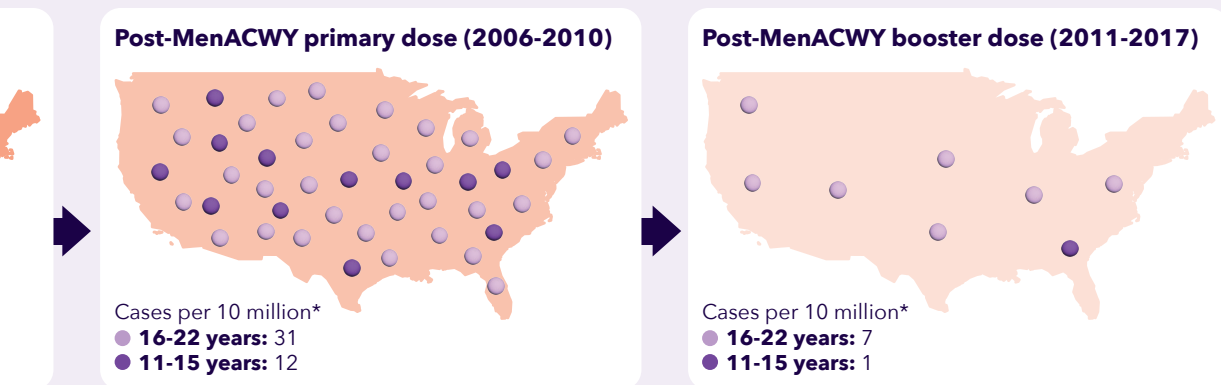 Post-MenACWY primary dose (2006-2010)
Cases per 10 million*
16-22 years: 31
11-15 years: 12
Post-MenACWY booster dose (2011-2017)
Cases per 10 million*
16-22 years: 7
11-15 years: 1